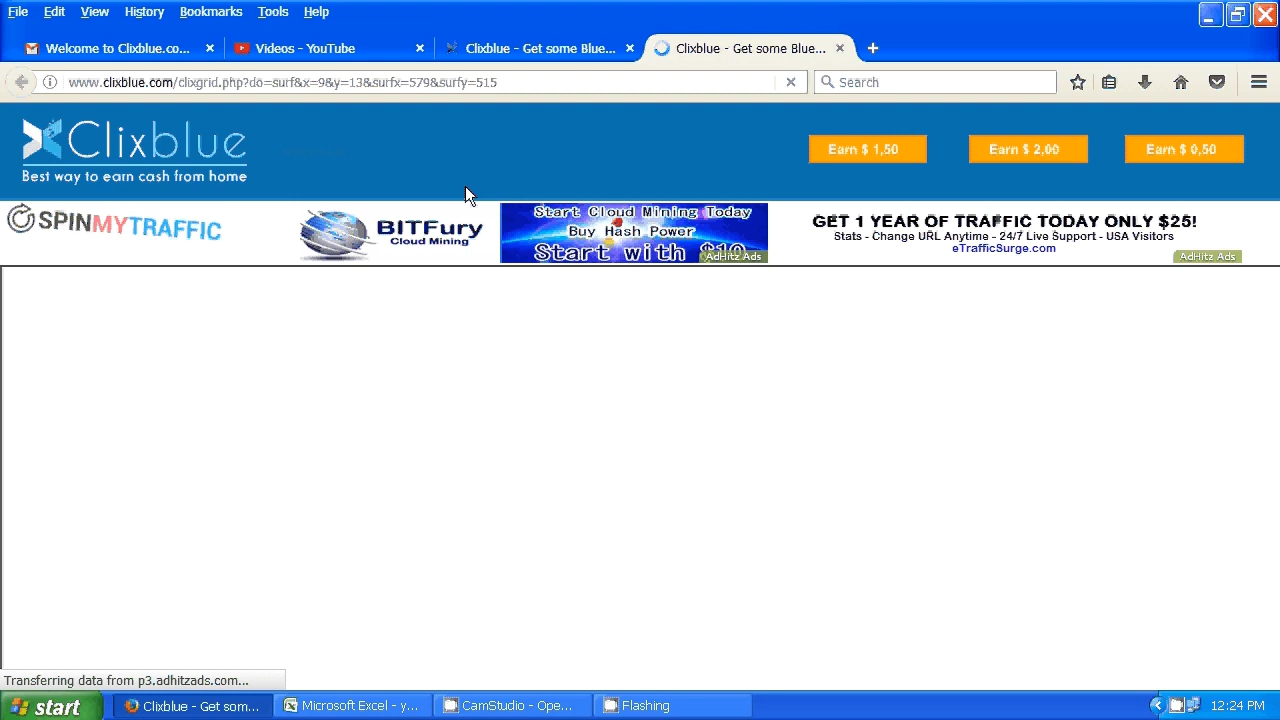 File Edit View History Bookmarks Tools Help
Welcome to Clixblue.co... Videos - YouTube Clixblue - Get some Blue... Clixblue - Get some Blue...
www.clixblue.com/clixgrid.php?do=surf&x=9&y=13&surfx=579&surfy=515 Search
Clixblue
Best way to earn cash from home
Earn $ 1,50 Earn $ 2,00 Earn $ 0,50
SPINMYTRAFFIC
BITFury
Cloud Mining
Start Cloud Mining Today
Buy Hash Power
Start with $10
AdHitz Ads
GET 1 YEAR OF TRAFFIC TODAY ONLY $25!
Stats - Change URL Anytime - 24/7 Live Support - USA Visitors
eTrafficSurge.com
AdHitz Ads
Transferring data from p3.adhitzads.com...
start Clixblue - Get som... Microsoft Excel - y... CamStudio - Ope... Flashing 12:24 PM